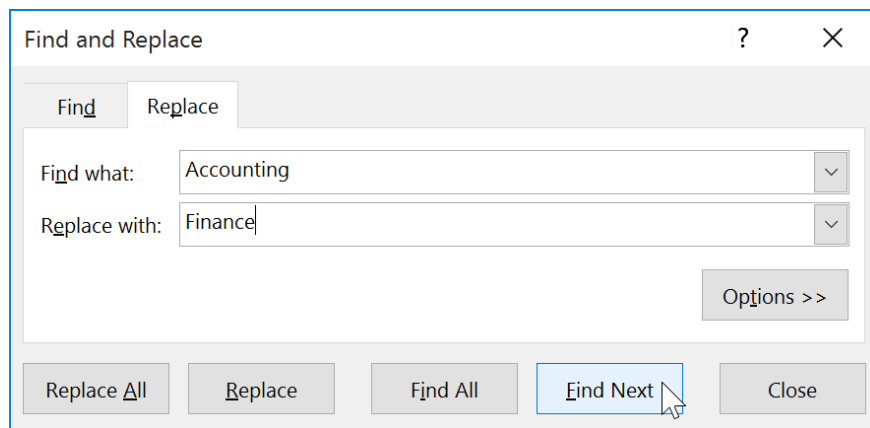 Find and Replace ?
Find Replace
Find what: Accounting
Replace with: Finance
Options >>
Replace All Replace Find All Find Next Close